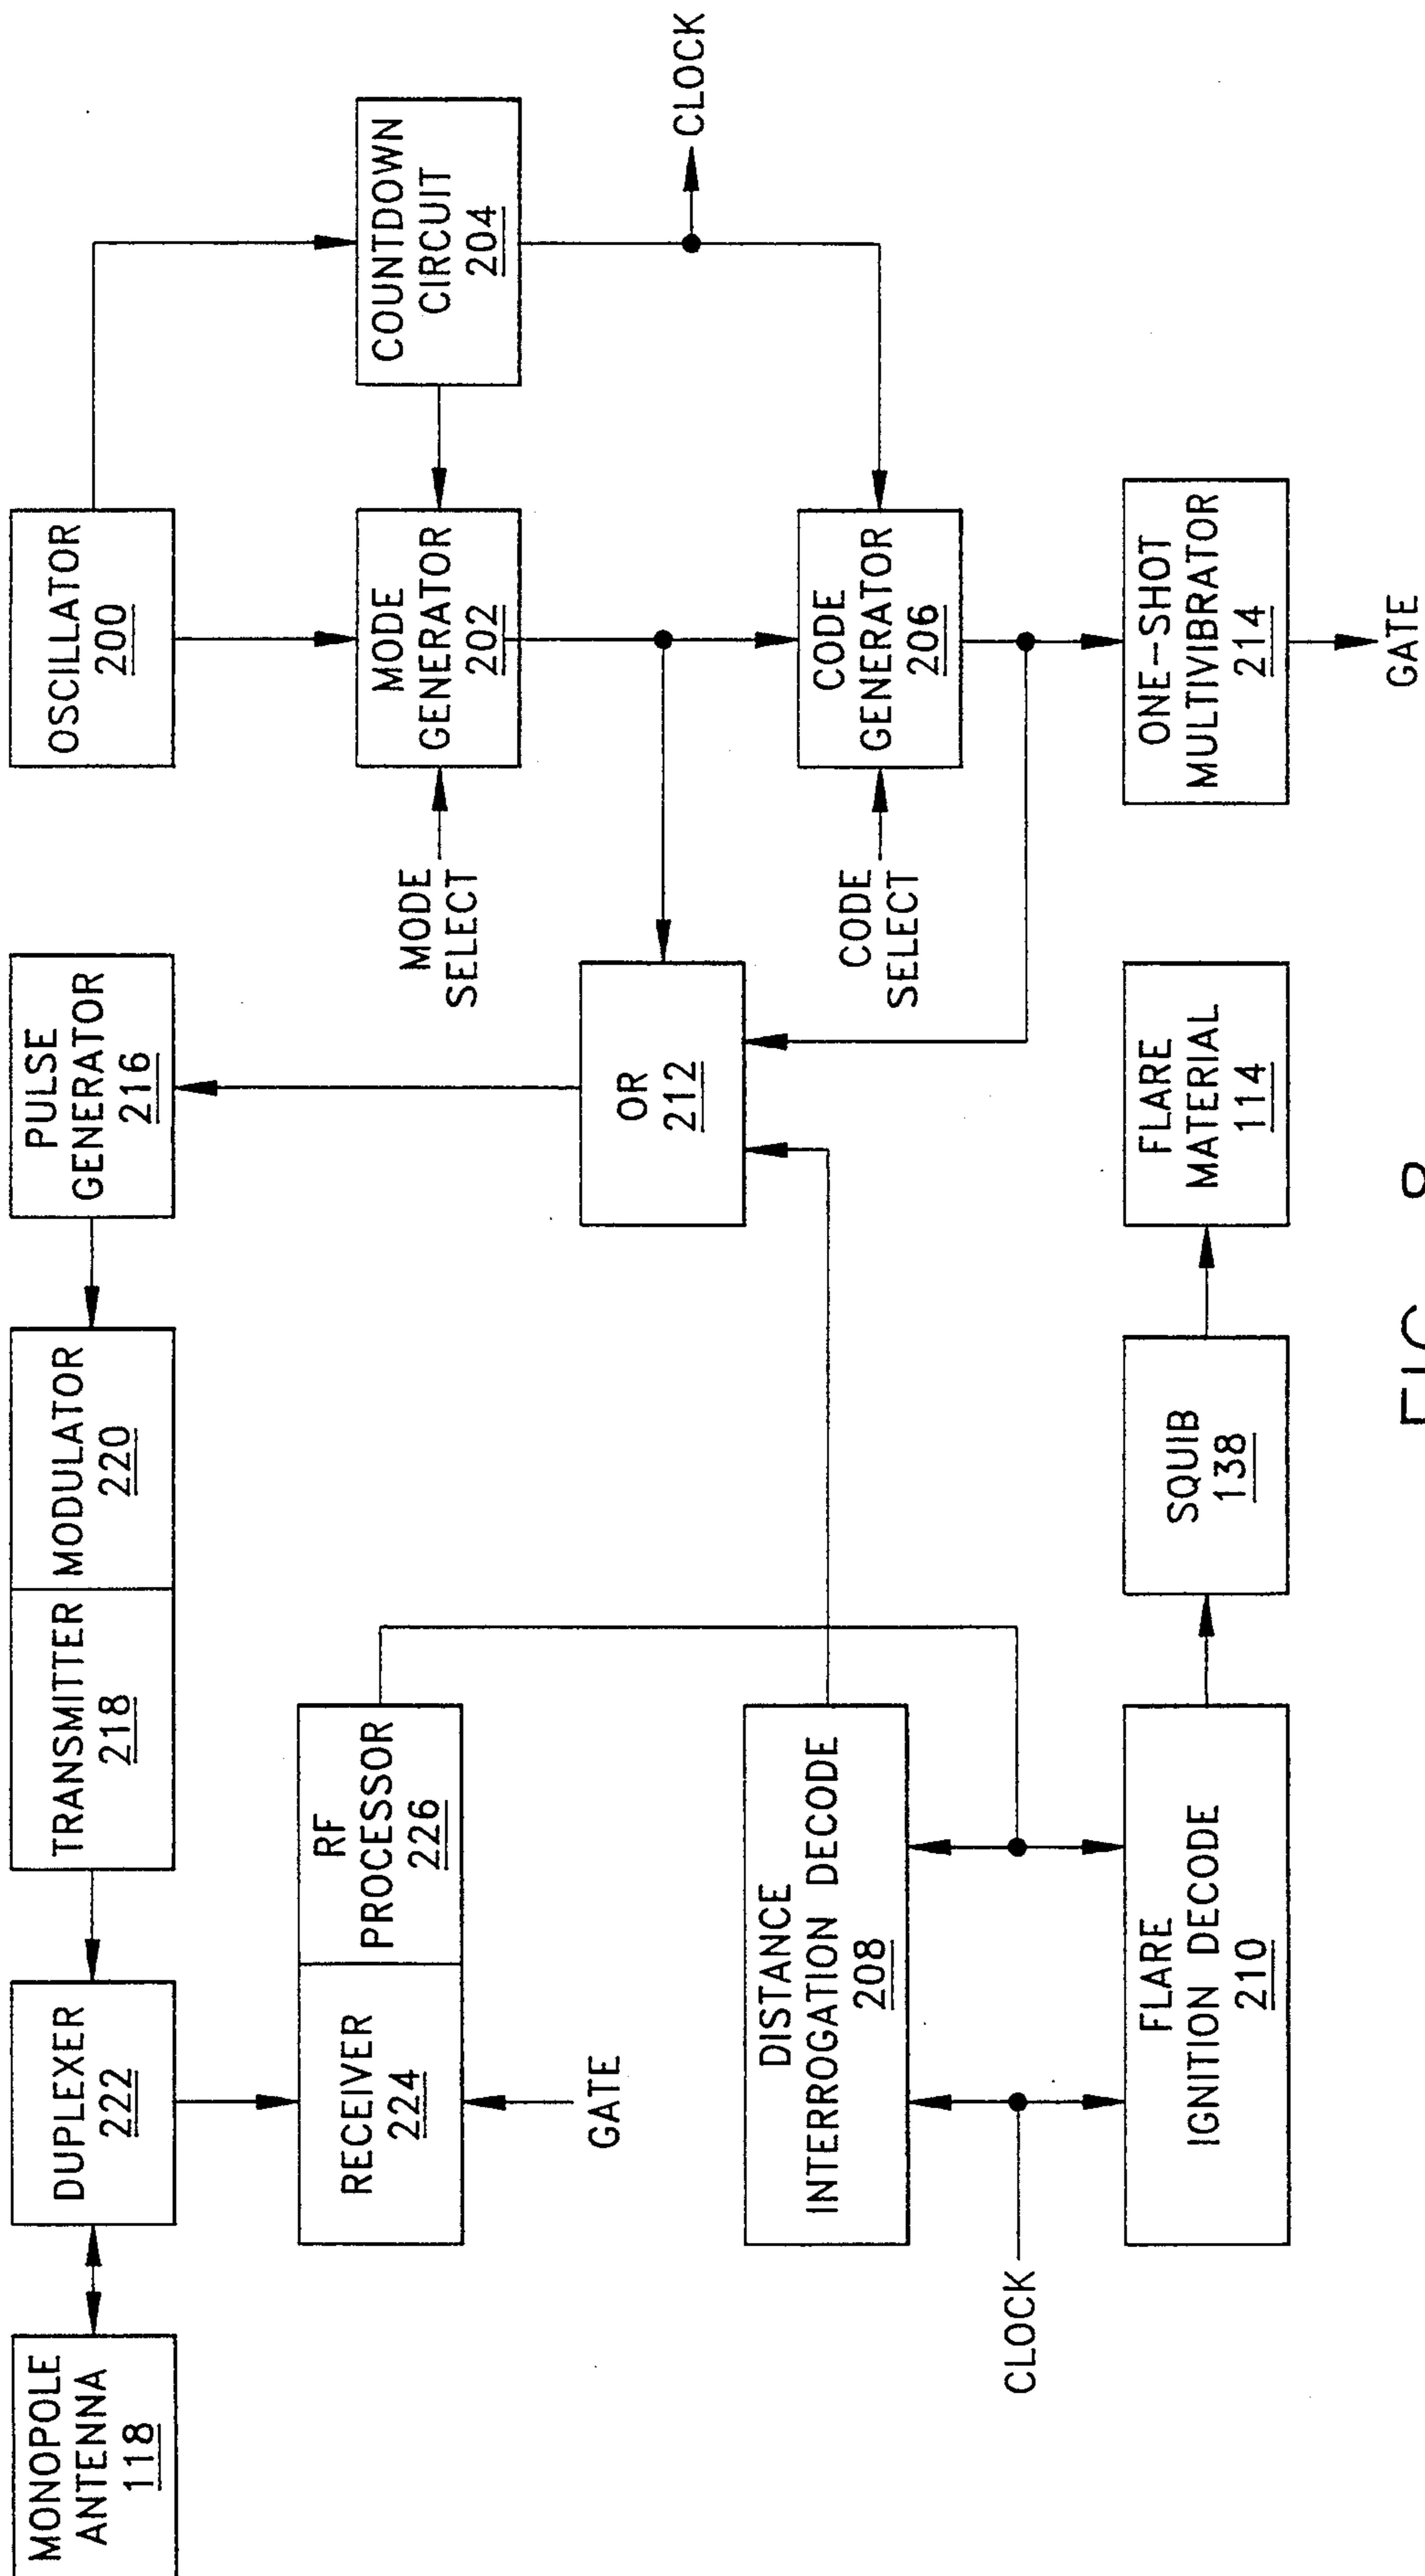 MONOPOLE
ANTENNA
118
DUPLEXER
222
TRANSMITTER
218
MODULATOR
220
PULSE
GENERATOR
216
OSCILLATOR
200
RECEIVER
224
RF
PROCESSOR
226
GATE
MODE
SELECT
MODE
GENERATOR
202
COUNTDOWN
CIRCUIT
204
CLOCK
OR
212
DISTANCE
INTERROGATION DECODE
208
CODE
SELECT
CODE
GENERATOR
206
CLOCK
FLARE
IGNITION DECODE
210
SQUIB
138
FLARE
MATERIAL
114
ONE-SHOT
MULTIVIBRATOR
214
GATE